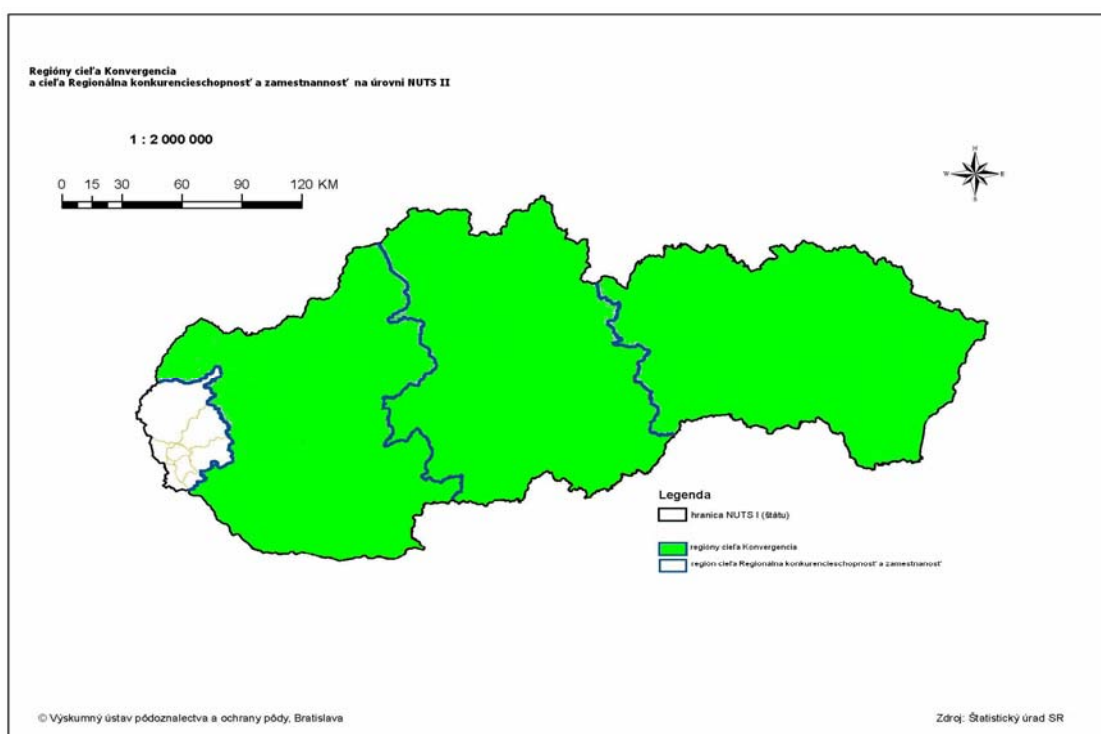 Regióny cieľa Konvergencia
a cieľa Regionálna konkurencieschopnosť a zamestnannosť na úrovni NUTS II
1 : 2 000 000
0 15 30 60 90 120 KM
N
W E
S
Legenda
hranica NUTS I (štátu)
regióny cieľa Konvergencia
región cieľa Regionálna konkurencieschopnosť a zamestnanosť
© Výskumný ústav pôdoznalectva a ochrany pôdy, Bratislava
Zdroj: Štatistický úrad SR